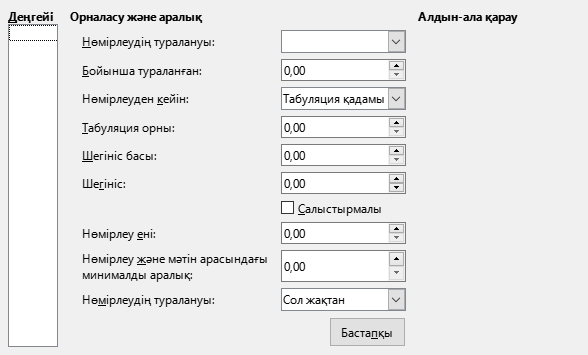 Деңгейі Орналасу және аралық Алдын-ала қарау
Нөмірлеудің туралануы:
Бойынша тураланған: 0,00
Нөмірлеуден кейін: Табуляция қадамы
Табуляция орны: 0,00
Шегініс басы: 0,00
Шегініс: 0,00
Салыстырмалы
Нөмірлеу ені: 0,00
Нөмірлеу және мәтін арасындағы
минималды аралық: 0,00
Нөмірлеудің туралануы: Сол жақтан
Бастапқы